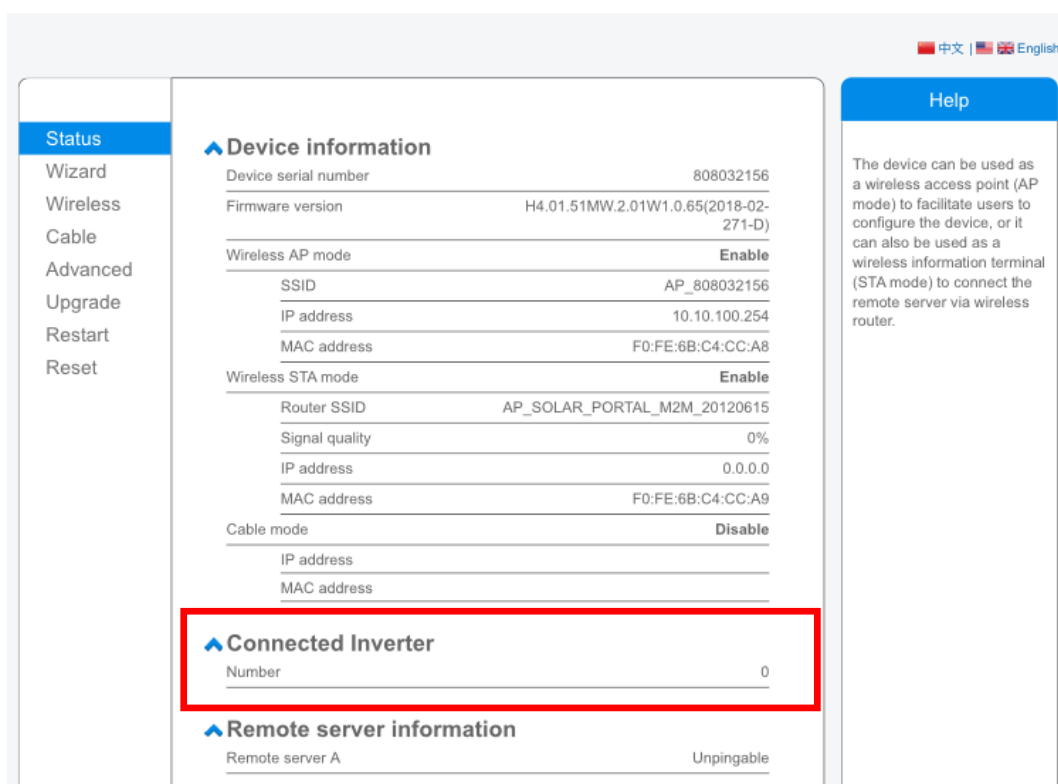 中文 | English
Help
Status
Wizard
Wireless
Cable
Advanced
Upgrade
Restart
Reset
Device information
Device serial number 808032156
Firmware version H4.01.51MW.2.01W1.0.65(2018-02-
271-D)
Wireless AP mode Enable
SSID AP_808032156
IP address 10.10.100.254
MAC address F0:FE:6B:C4:CC:A8
Wireless STA mode Enable
Router SSID AP_SOLAR_PORTAL_M2M_20120615
Signal quality 0%
IP address 0.0.0.0
MAC address F0:FE:6B:C4:CC:A9
Cable mode Disable
IP address
MAC address
Connected Inverter
Number 0
Remote server information
Remote server A Unpingable
The device can be used as
a wireless access point (AP
mode) to facilitate users to
configure the device, or it
can also be used as a
wireless information terminal
(STA mode) to connect the
remote server via wireless
router.